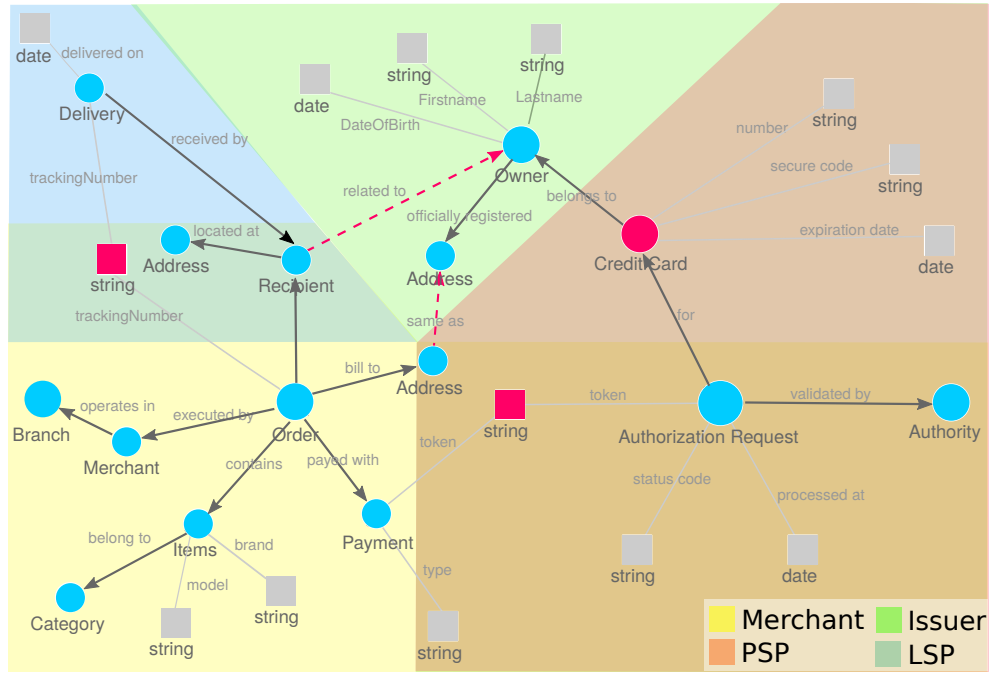 string
string
date
delivered on
date
Firstname
Lastname
Delivery
DateOfBirth
number
string
received by
secure code
Owner
string
trackingNumber
related to
belongs to
officially registered
located at
expiration date
Address
Credit Card
date
string
Recipient
Address
trackingNumber
for
same as
bill to
Address
token
validated by
operates in
executed by
Branch
Order
string
Authorization Request
Authority
token
Merchant
contains
payed with
status code
processed at
belong to
Items
brand
Payment
type
string
date
model
Category
string
string
string
Merchant
Issuer
PSP
LSP